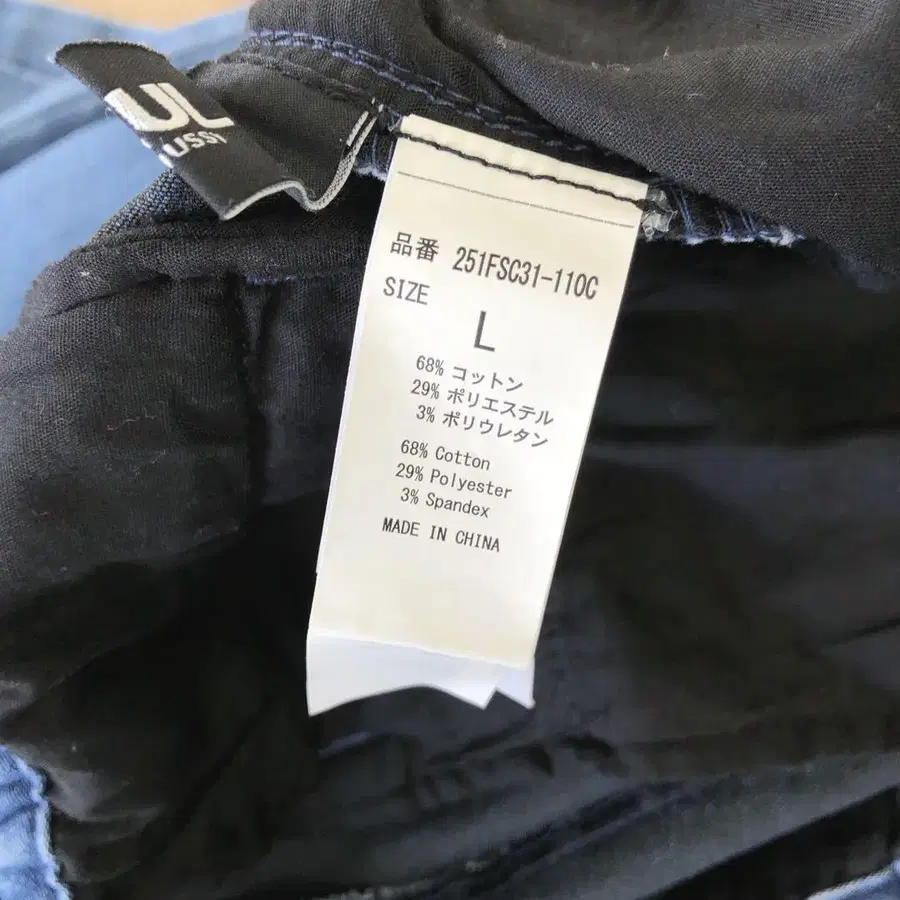 UL
USSI
品番 251FSC31-110C
SIZE
L
68% コットン
29% ポリエステル
3% ポリウレタン
68% Cotton
29% Polyester
3% Spandex
MADE IN CHINA